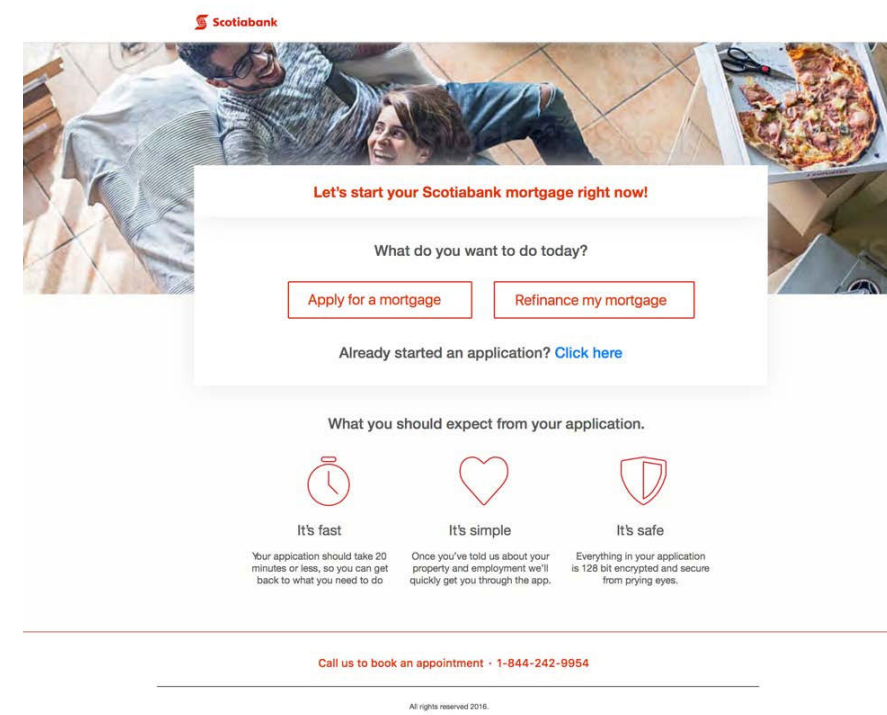 Scotiabank
Let's start your Scotiabank mortgage right now!
What do you want to do today?
Apply for a mortgage
Refinance my mortgage
Already started an application? Click here
What you should expect from your application.
It's fast
Your appication should take 20
minutes or less, so you can get
back to what you need to do
It's simple
Once you've told us about your
property and employment we'll
quickly get you through the app.
It's safe
Everything in your application
is 128 bit encrypted and secure
from prying eyes.
Call us to book an appointment · 1-844-242-9954
All rights reserved 2016.